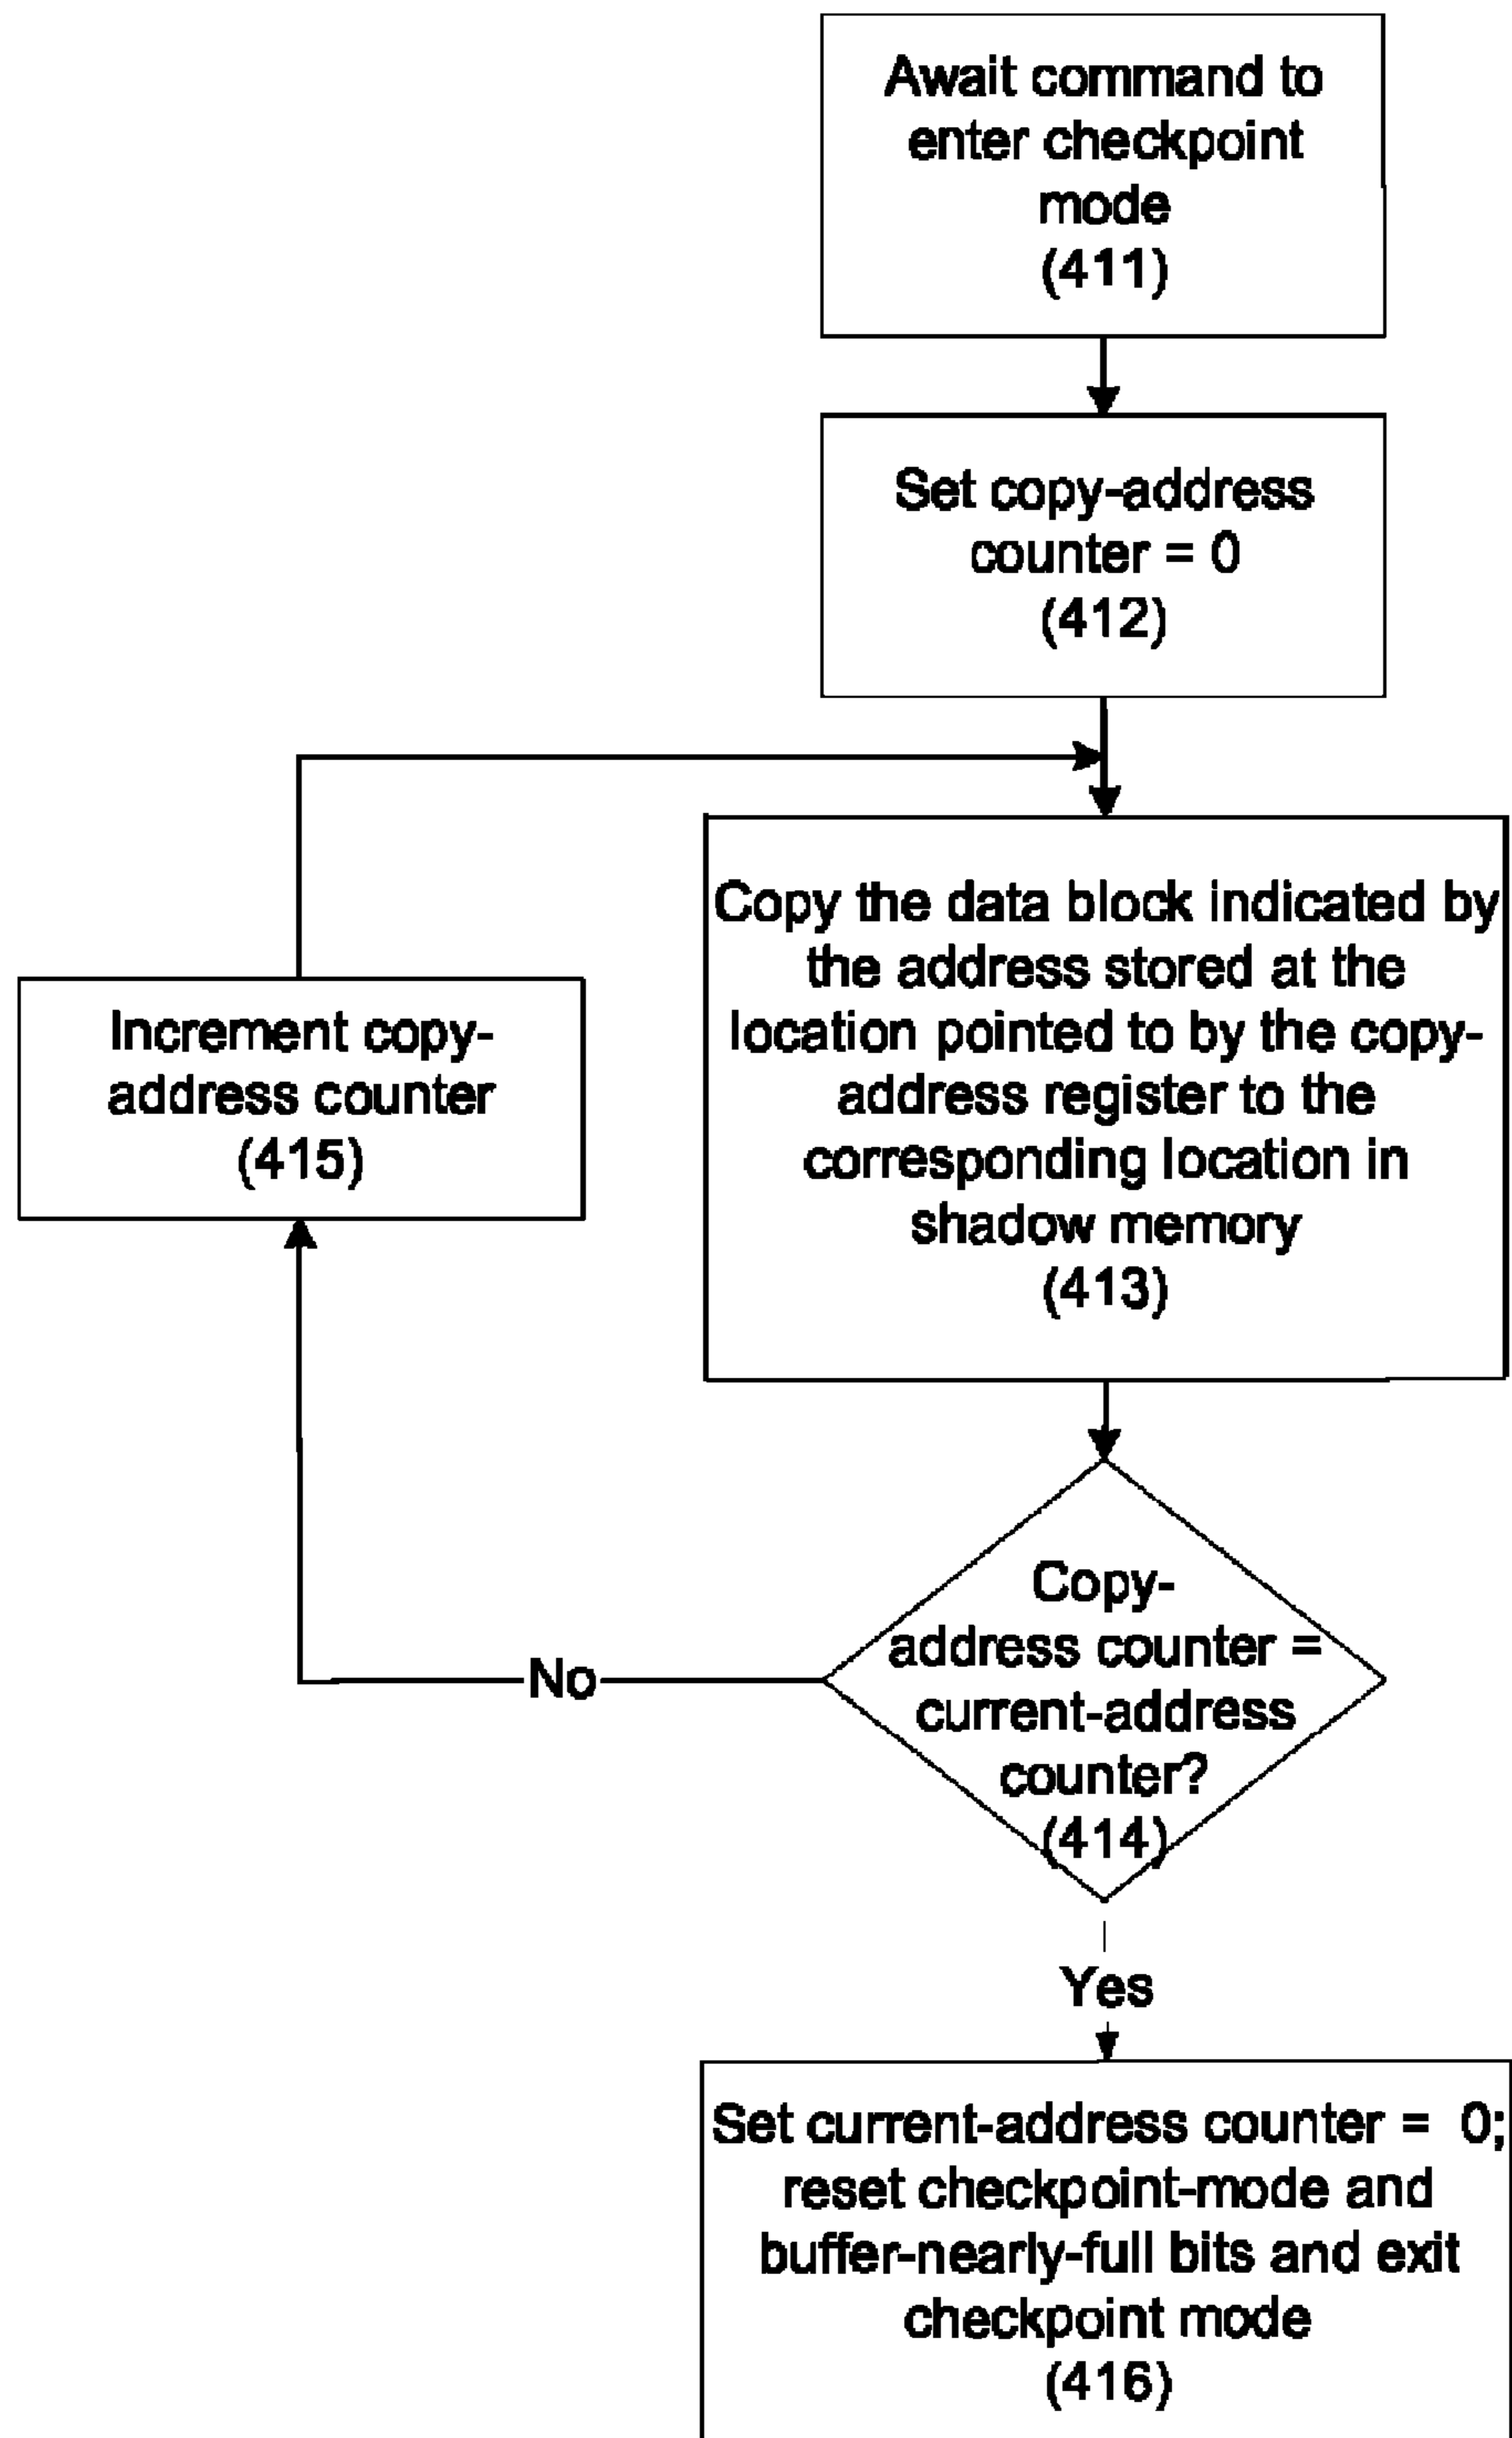 Await command to
enter checkpoint
mode
(411)
Set copy-address
counter = 0
(412)
Copy the data block indicated by
the address stored at the
location pointed to by the copy-
address register to the
corresponding location in
shadow memory
(413)
Increment copy-
address counter
(415)
Copy-
address counter =
current-address
counter?
(414)
No
Yes
Set current-address counter = 0;
reset checkpoint-mode and
buffer-nearly-full bits and exit
checkpoint mode
(416)